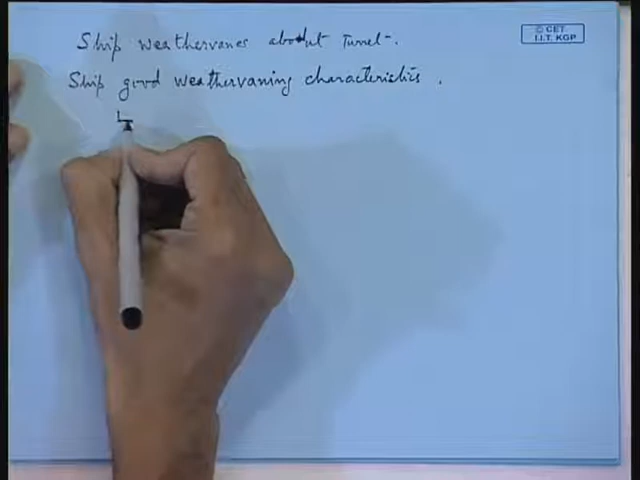 Ship weathervanes about Turret.
© CET
I.I.T. KGP
Ship good weathervaning characteristics.